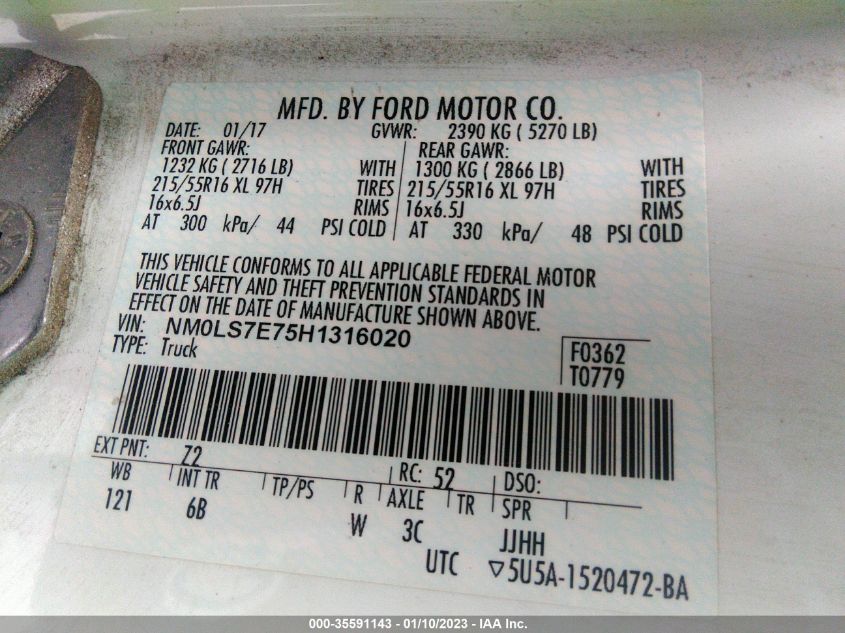 MFD. BY FORD MOTOR CO.
DATE: 01/17 GVWR: 2390 KG ( 5270 LB)
FRONT GAWR: REAR GAWR:
1232 KG ( 2716 LB) WITH 1300 KG ( 2866 LB) WITH
215/55R16 XL 97H TIRES 215/55R16 XL 97H TIRES
16x6.5J RIMS 16x6.5J RIMS
AT 300 kPa/ 44 PSI COLD AT 330 kPa/ 48 PSI COLD
THIS VEHICLE CONFORMS TO ALL APPLICABLE FEDERAL MOTOR
VEHICLE SAFETY AND THEFT PREVENTION STANDARDS IN
EFFECT ON THE DATE OF MANUFACTURE SHOWN ABOVE.
VIN: NM0LS7E75H1316020
TYPE: Truck
F0362
T0779
EXT PNT: Z2 RC: 52 DSO:
WB INT TR TP/PS R AXLE TR SPR
121 6B W 3C JJHH
UTC ▽5U5A-1520472-BA
000-35591143 - 01/10/2023 - IAA Inc.